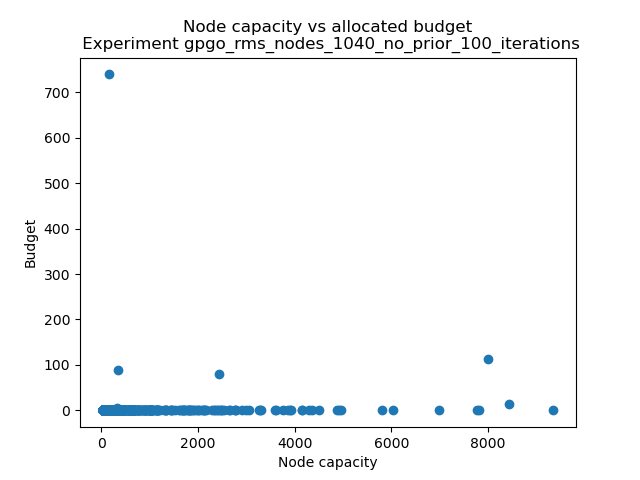 Node capacity vs allocated budget
Experiment gpgo_rms_nodes_1040_no_prior_100_iterations
700
600
500
400
300
200
100
0
Budget
0 2000 4000 6000 8000
Node capacity